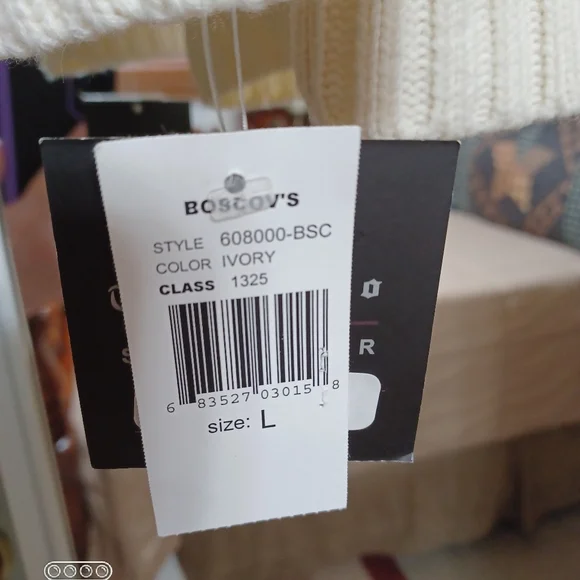 BOSCOV'S
STYLE 608000-BSC
COLOR IVORY
CLASS 1325
6 83527 03015 8
size: L
R